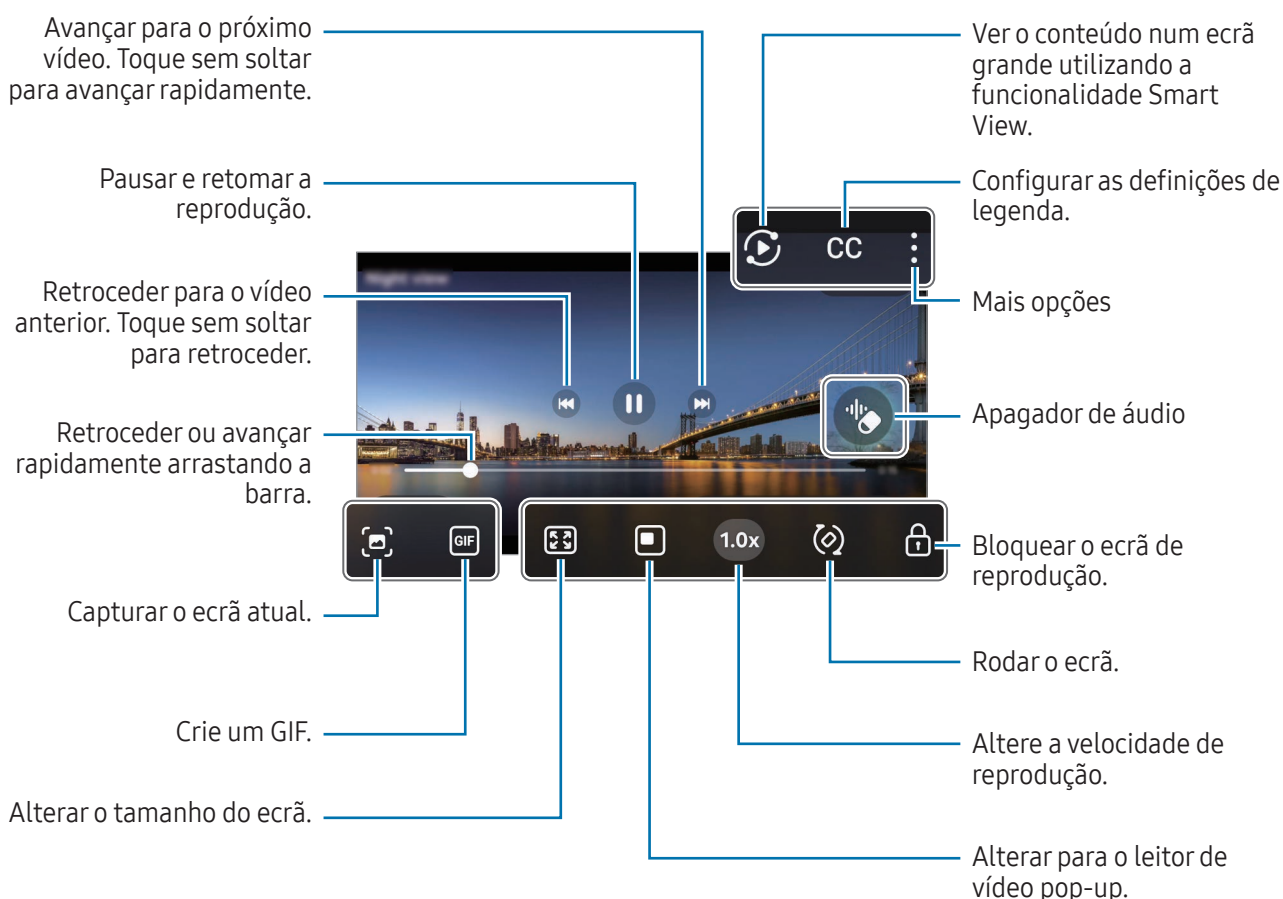 Avançar para o próximo
vídeo. Toque sem soltar
para avançar rapidamente.
Pausar e retomar a
reprodução.
Retroceder para o vídeo
anterior. Toque sem soltar
para retroceder.
Retroceder ou avançar
rapidamente arrastando a
barra.
Capturar o ecrã atual.
Crie um GIF.
Alterar o tamanho do ecrã.
Ver o conteúdo num ecrã
grande utilizando a
funcionalidade Smart
View.
Configurar as definições de
legenda.
Mais opções
Apagador de áudio
Bloquear o ecrã de
reprodução.
Rodar o ecrã.
Altere a velocidade de
reprodução.
Alterar para o leitor de
vídeo pop-up.
CC
Night view
GIF
1.0x